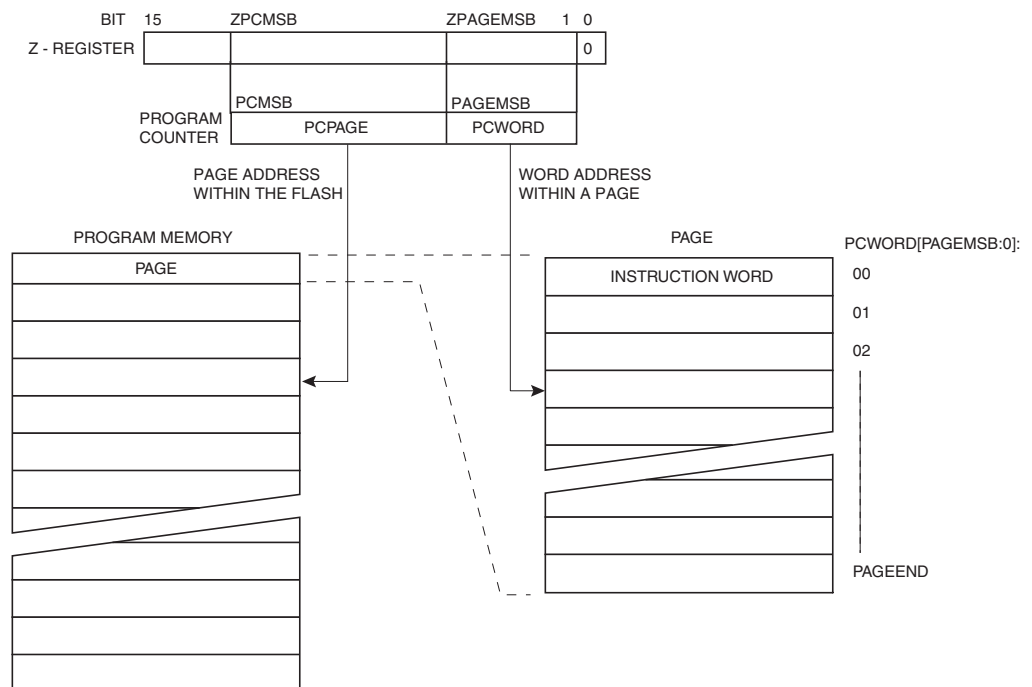 BIT 15 ZPCMSB ZPAGEMSB 1 0
Z - REGISTER 0
PCMSB PAGEMSB
PROGRAM
COUNTER
PCPAGE PCWORD
PAGE ADDRESS
WITHIN THE FLASH
WORD ADDRESS
WITHIN A PAGE
PROGRAM MEMORY
PAGE
PAGE
PCWORD[PAGEMSB:0]:
INSTRUCTION WORD
00
01
02
PAGEEND